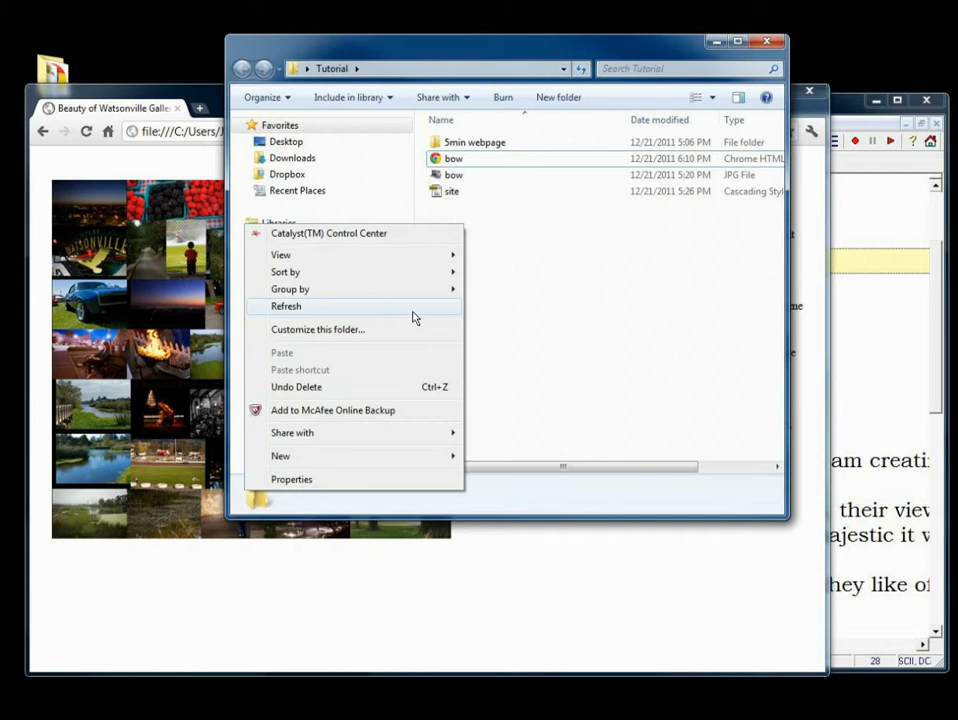 Tutorial
Search Tutorial
Organize
Include in library
Share with
Burn
New folder
Favorites
Desktop
Downloads
Dropbox
Recent Places
Libraries
Name
Date modified
Type
5min webpage 12/21/2011 5:06 PM File folder
bow 12/21/2011 6:10 PM Chrome HTML
bow 12/21/2011 5:20 PM JPG File
site 12/21/2011 5:26 PM Cascading Styl
Catalyst(TM) Control Center
View
Sort by
Group by
Refresh
Customize this folder...
Paste
Paste shortcut
Undo Delete Ctrl+Z
Add to McAfee Online Backup
Share with
New
Properties
Beauty of Watsonville Galle
file:///C:/Users/J
am creati
their view
ajestic it w
hey like of
28 SCII, DC